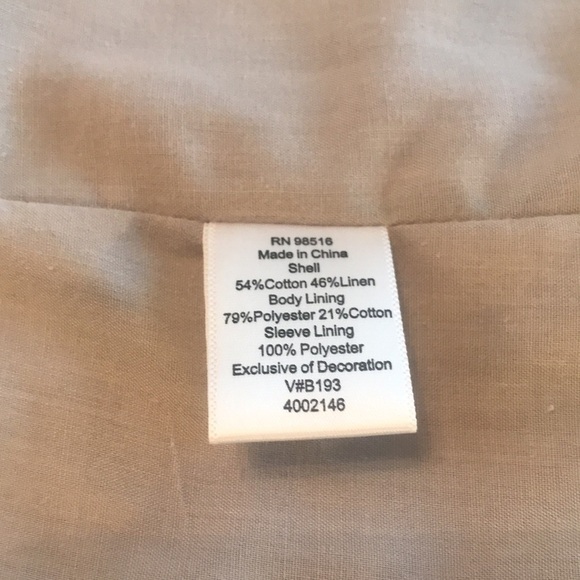 RN 98516
Made in China
Shell
54%Cotton 46%Linen
Body Lining
79%Polyester 21%Cotton
Sleeve Lining
100% Polyester
Exclusive of Decoration
V#B193
4002146